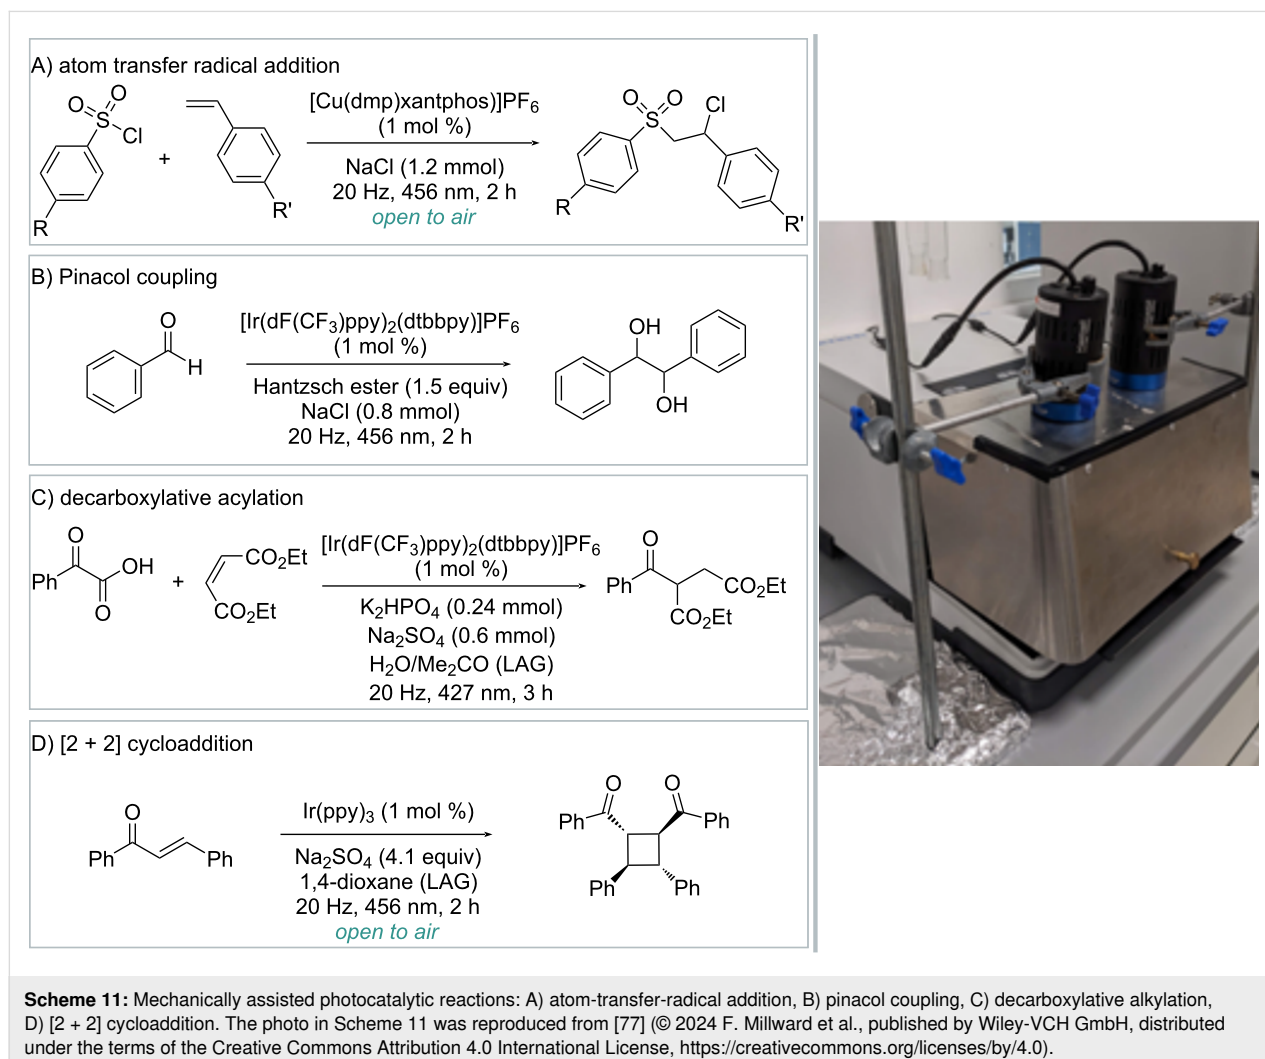 A) atom transfer radical addition
O
O
S
Cl
R
+
R'
[Cu(dmp)xantphos)]PF6
(1 mol %)
NaCl (1.2 mmol)
20 Hz, 456 nm, 2 h
open to air
O
O
S
Cl
R
R'
B) Pinacol coupling
O
H
[Ir(dF(CF3)ppy)2(dtbbpy)]PF6
(1 mol %)
Hantzsch ester (1.5 equiv)
NaCl (0.8 mmol)
20 Hz, 456 nm, 2 h
OH
OH
C) decarboxylative acylation
O
Ph
OH
O
+
CO2Et
CO2Et
[Ir(dF(CF3)ppy)2(dtbbpy)]PF6
(1 mol %)
K2HPO4 (0.24 mmol)
Na2SO4 (0.6 mmol)
H2O/Me2CO (LAG)
20 Hz, 427 nm, 3 h
O
Ph
CO2Et
CO2Et
D) [2 + 2] cycloaddition
O
Ph
Ph
Ir(ppy)3 (1 mol %)
Na2SO4 (4.1 equiv)
1,4-dioxane (LAG)
20 Hz, 456 nm, 2 h
open to air
O
O
Ph
Ph
Ph
Ph
Scheme 11: Mechanically assisted photocatalytic reactions: A) atom-transfer-radical addition, B) pinacol coupling, C) decarboxylative alkylation,
D) [2 + 2] cycloaddition. The photo in Scheme 11 was reproduced from [77] (© 2024 F. Millward et al., published by Wiley-VCH GmbH, distributed
under the terms of the Creative Commons Attribution 4.0 International License, https://creativecommons.org/licenses/by/4.0).